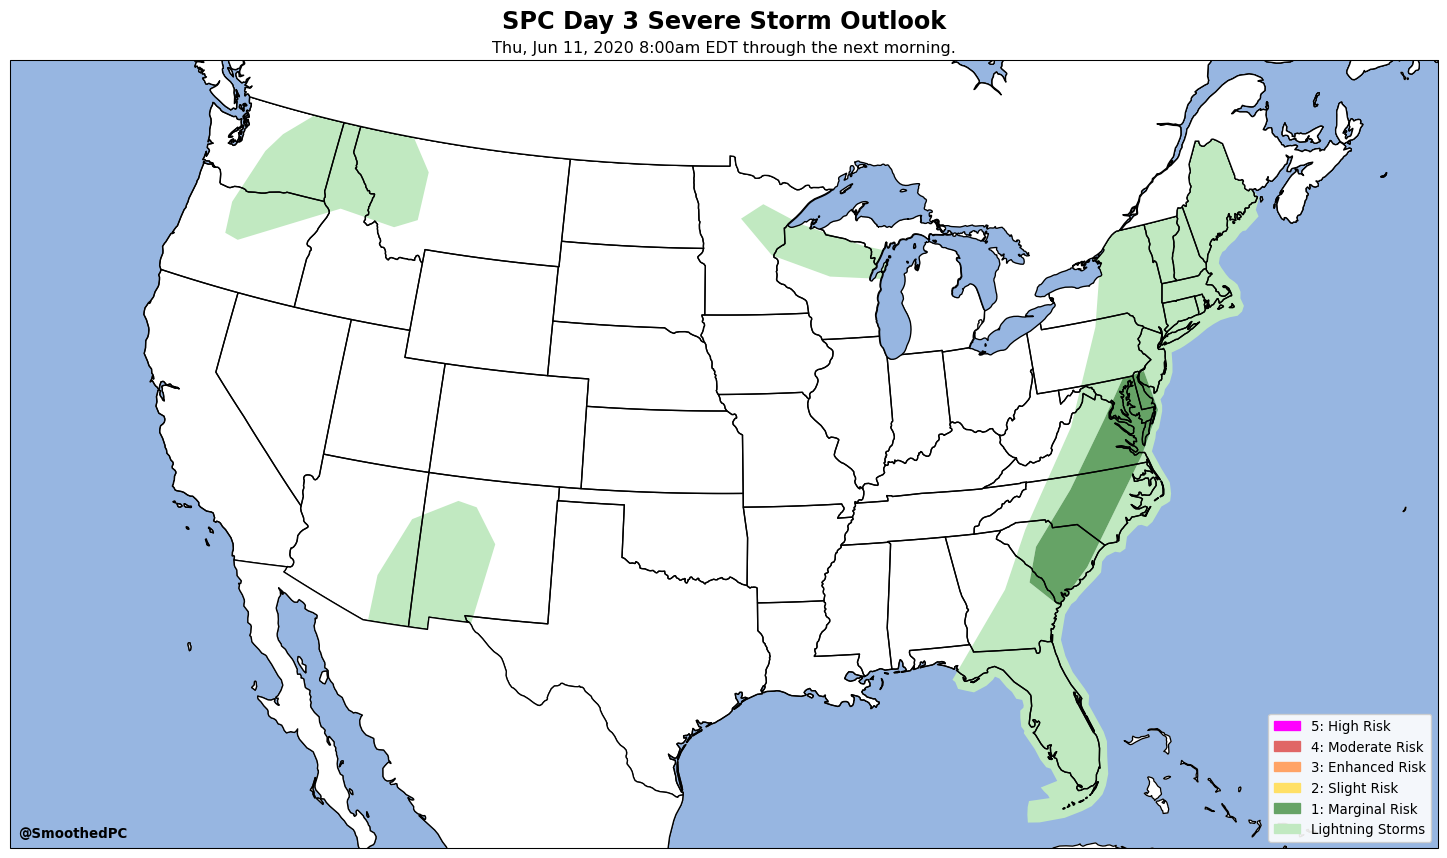 SPC Day 3 Severe Storm Outlook
Thu, Jun 11, 2020 8:00am EDT through the next morning.
5: High Risk
4: Moderate Risk
3: Enhanced Risk
2: Slight Risk
1: Marginal Risk
Lightning Storms
@SmoothedPC